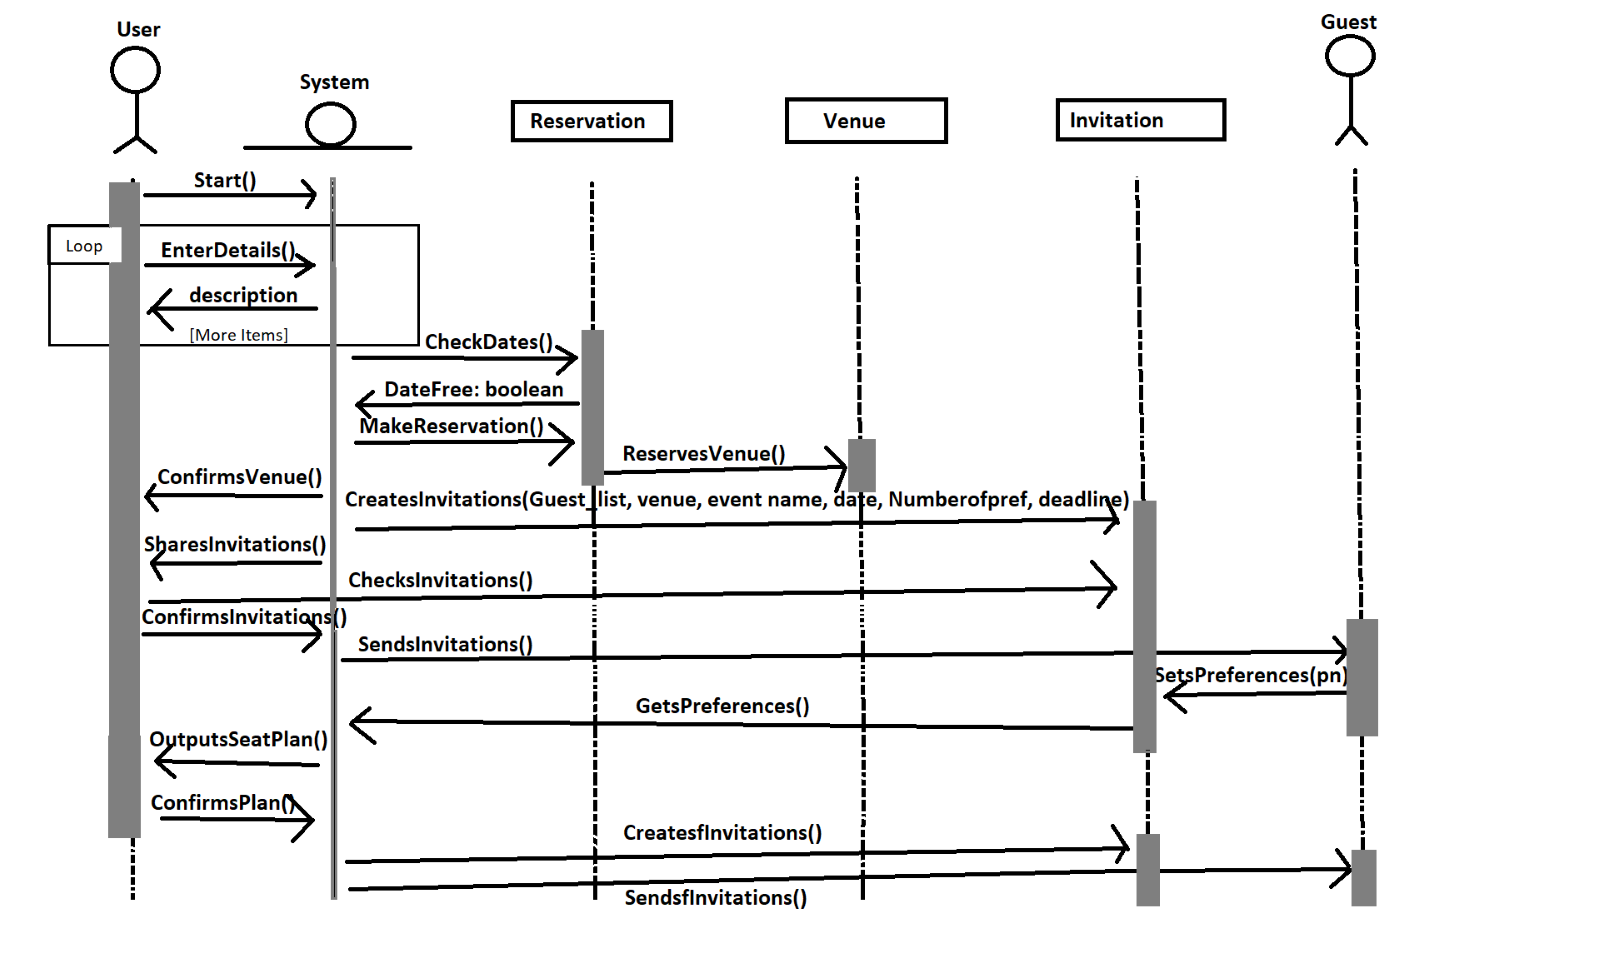 User
Guest
System
Reservation
Venue
Invitation
Start()
Loop
EnterDetails()
description
[More Items]
CheckDates()
DateFree: boolean
MakeReservation()
ReservesVenue()
ConfirmsVenue()
CreatesInvitations(Guest_list, venue, event name, date, Numberofpref, deadline)
SharesInvitations()
ChecksInvitations()
ConfirmsInvitations()
SendsInvitations()
SetsPreferences(pn)
GetsPreferences()
OutputsSeatPlan()
ConfirmsPlan()
CreatesfInvitations()
SendsfInvitations()